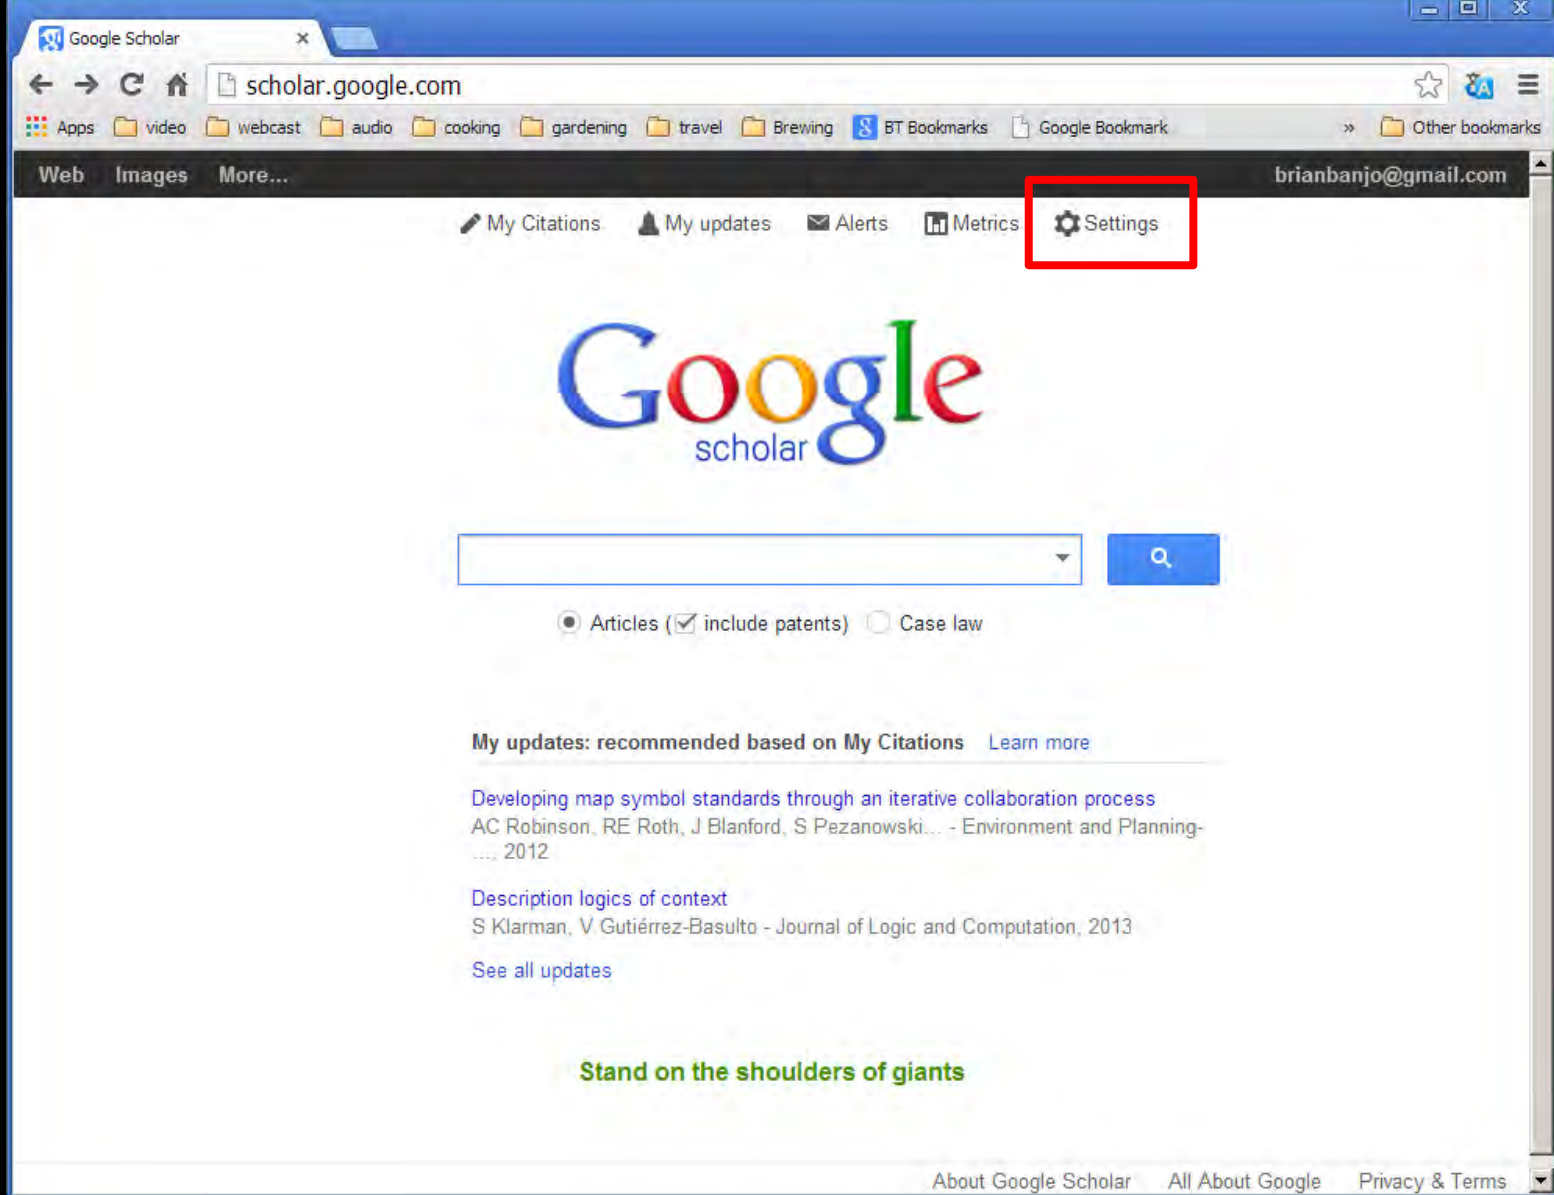 Google Scholar
scholar.google.com
Apps video webcast audio cooking gardening travel Brewing BT Bookmarks Google Bookmark » Other bookmarks
Web Images More... brianbanjo@gmail.com
My Citations My updates Alerts Metrics Settings
Google
scholar
Articles ( include patents) Case law
My updates: recommended based on My Citations Learn more
Developing map symbol standards through an iterative collaboration process
AC Robinson, RE Roth, J Blanford, S Pezanowski... - Environment and Planning-
..., 2012
Description logics of context
S Klarman, V Gutiérrez-Basulto - Journal of Logic and Computation, 2013
See all updates
Stand on the shoulders of giants
About Google Scholar All About Google Privacy & Terms